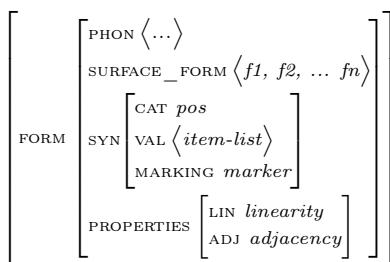 PHON ⟨...⟩
SURFACE_FORM ⟨f1, f2, ... fn⟩
CAT pos
FORM SYN VAL ⟨item-list⟩
MARKING marker
LIN linearity
PROPERTIES
ADJ adjacency